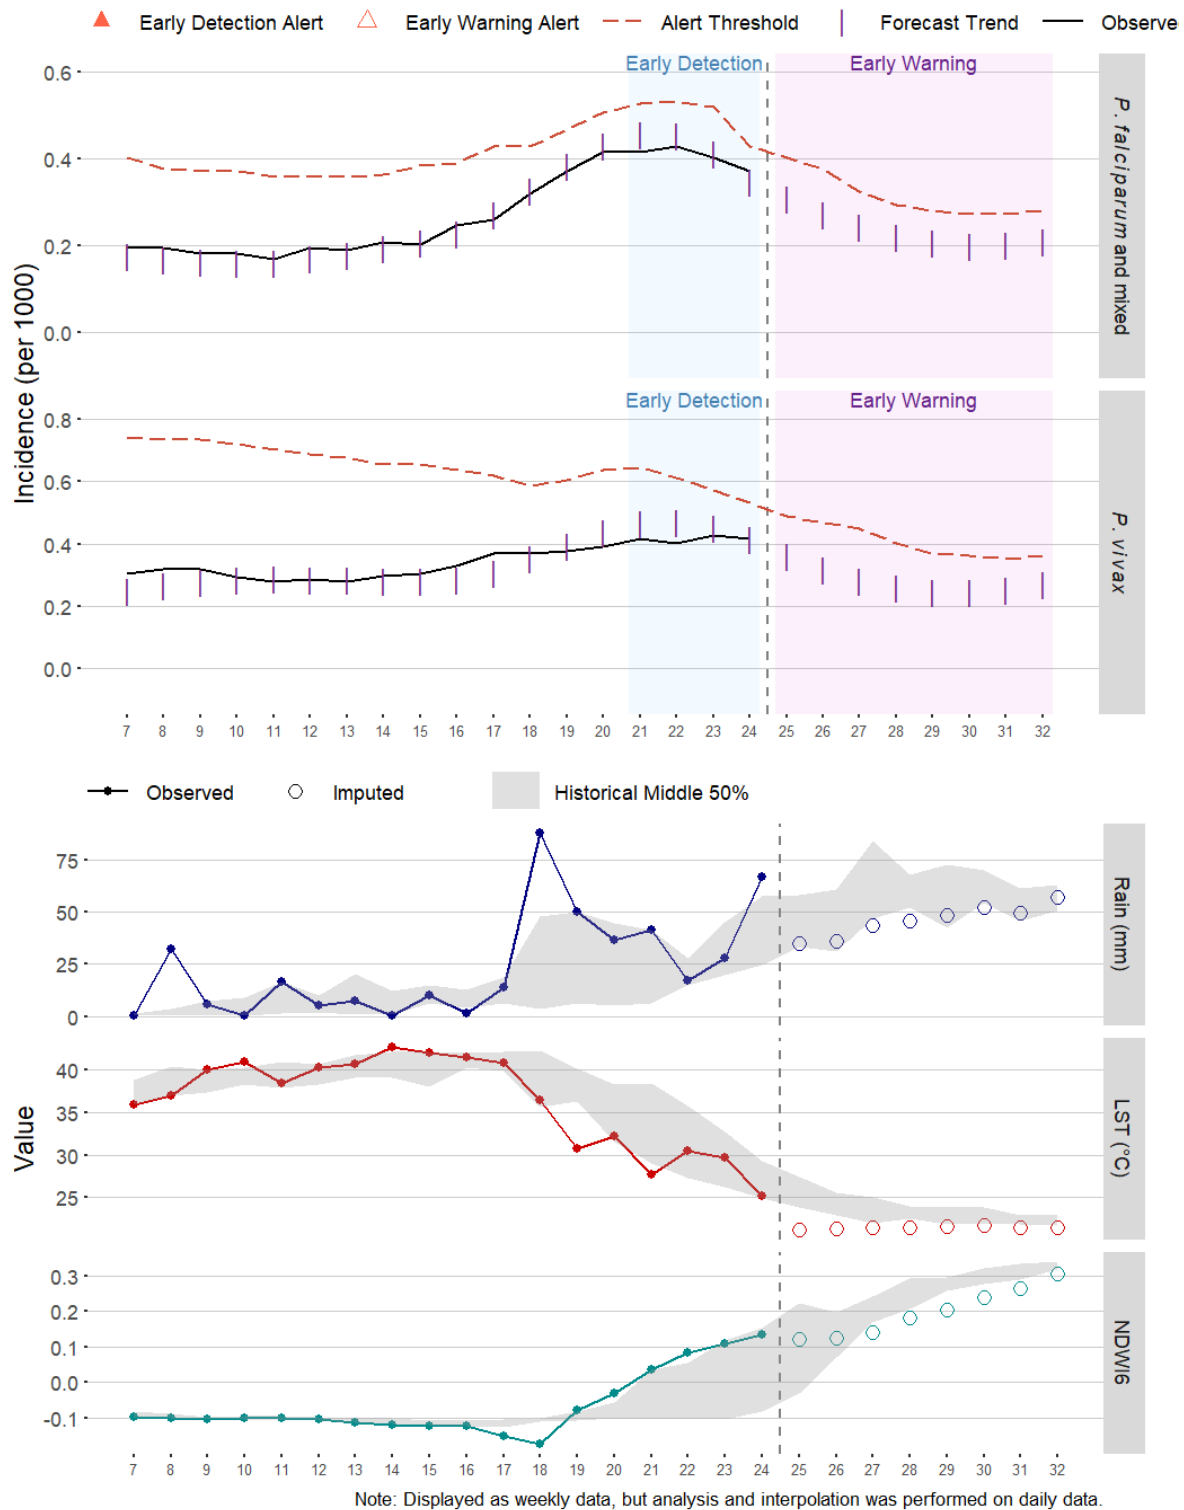 Early Detection Alert Early Warning Alert Alert Threshold Forecast Trend Observe
Early Detection Early Warning
0.6
0.4
0.2
0.0
P. falciparum and mixed
Incidence (per 1000)
Early Detection Early Warning
0.8
0.6
0.4
0.2
0.0
P. vivax
7 8 9 10 11 12 13 14 15 16 17 18 19 20 21 22 23 24 25 26 27 28 29 30 31 32
Observed Imputed Historical Middle 50%
75
50
25
0
Rain (mm)
Value
40
35
30
25
LST (°C)
0.3
0.2
0.1
0.0
-0.1
NDWI6
7 8 9 10 11 12 13 14 15 16 17 18 19 20 21 22 23 24 25 26 27 28 29 30 31 32
Note: Displayed as weekly data, but analysis and interpolation was performed on daily data.